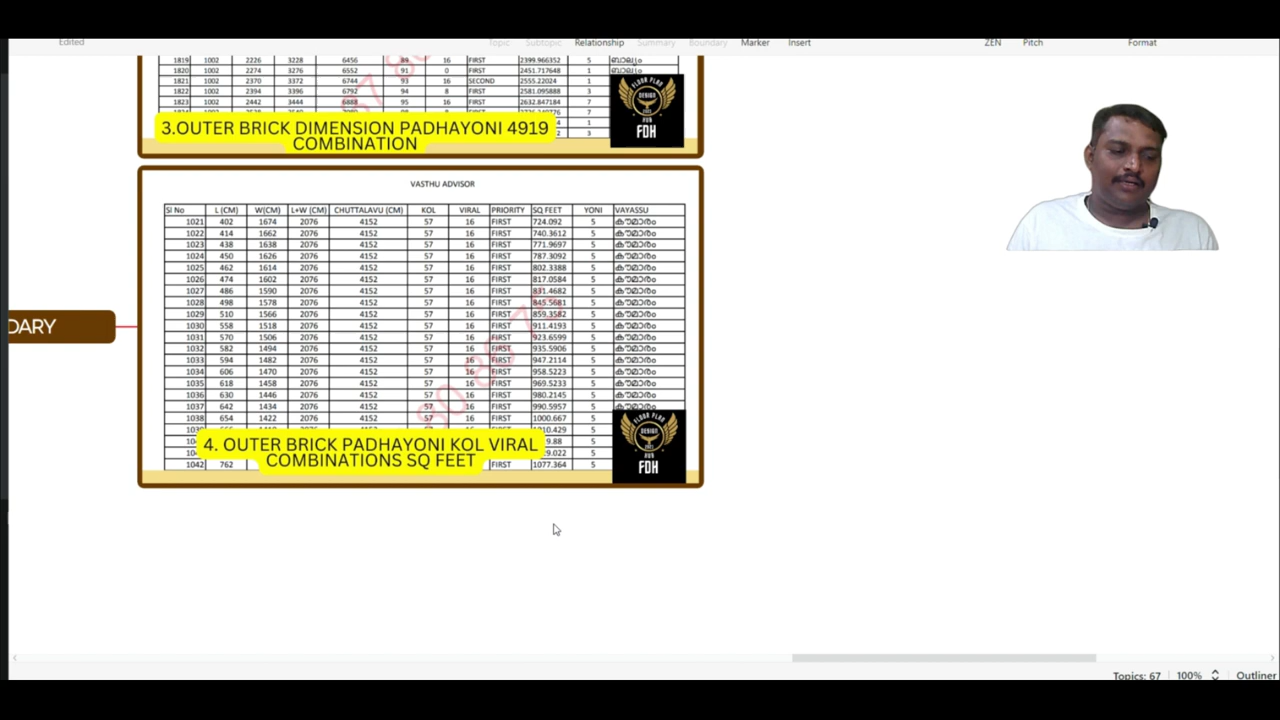 Edited
Topic Subtopic Relationship Summary Boundary Marker Insert ZEN Pitch Format
1819 1002 2226 3228 6456 89 16 FIRST 2399.966352 5 ബാല്യം
1820 1002 2274 3276 6552 91 0 FIRST 2451.717648 1 ബാല്യം
1821 1002 2370 3372 6744 93 16 SECOND 2555.22024 1
1822 1002 2394 3396 6792 94 8 FIRST 2581.095888 3
1823 1002 2442 3444 6888 95 16 FIRST 2632.847184 7
1
3
3.OUTER BRICK DIMENSION PADHAYONI 4919
COMBINATION
FLOOR PLAN
DESIGN
HUB
FDH
VASTHU ADVISOR
Sl No L (CM) W(CM) L+W (CM) CHUTTALAVU (CM) KOL VIRAL PRIORITY SQ FEET YONI VAYASSU
1021 402 1674 2076 4152 57 16 FIRST 724.092 5 കൗമാരം
1022 414 1662 2076 4152 57 16 FIRST 740.3612 5 കൗമാരം
1023 438 1638 2076 4152 57 16 FIRST 771.9697 5 കൗമാരം
1024 450 1626 2076 4152 57 16 FIRST 787.3092 5 കൗമാരം
1025 462 1614 2076 4152 57 16 FIRST 802.3388 5 കൗമാരം
1026 474 1602 2076 4152 57 16 FIRST 817.0584 5 കൗമാരം
1027 486 1590 2076 4152 57 16 FIRST 831.4682 5 കൗമാരം
1028 498 1578 2076 4152 57 16 FIRST 845.5681 5 കൗമാരം
1029 510 1566 2076 4152 57 16 FIRST 859.3582 5 കൗമാരം
1030 558 1518 2076 4152 57 16 FIRST 911.4193 5 കൗമാരം
1031 570 1506 2076 4152 57 16 FIRST 923.6599 5 കൗമാരം
1032 582 1494 2076 4152 57 16 FIRST 935.5906 5 കൗമാരം
1033 594 1482 2076 4152 57 16 FIRST 947.2114 5 കൗമാരം
1034 606 1470 2076 4152 57 16 FIRST 958.5223 5 കൗമാരം
1035 618 1458 2076 4152 57 16 FIRST 969.5233 5 കൗമാരം
1036 630 1446 2076 4152 57 16 FIRST 980.2145 5 കൗമാരം
1037 642 1434 2076 4152 57 16 FIRST 990.5957 5 കൗമാരം
1038 654 1422 2076 4152 57 16 FIRST 1000.667 5
5
5
5
1042 762 FIRST 1077.364 5
4. OUTER BRICK PADHAYONI KOL VIRAL
COMBINATIONS SQ FEET
FLOOR PLAN
DESIGN
HUB
FDH
DARY
Topics: 67 100% Outliner